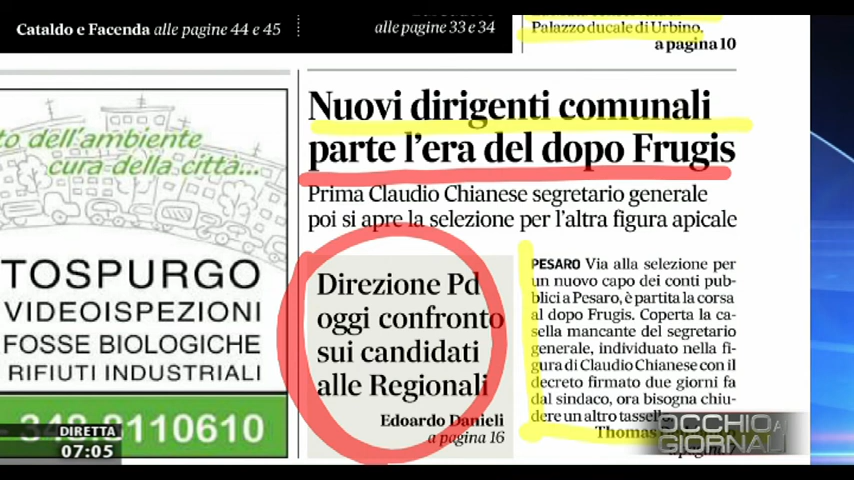 Cataldo e Facenda alle pagine 44 e 45
alle pagine 33 e 34
Palazzo ducale di Urbino.
a pagina 10
dell'ambiente
cura della città...
TOSPURGO
VIDEOISPEZIONI
FOSSE BIOLOGICHE
RIFIUTI INDUSTRIALI
110610
Nuovi dirigenti comunali
parte l'era del dopo Frugis
Prima Claudio Chianese segretario generale
poi si apre la selezione per l'altra figura apicale
Direzione Pd
oggi confronto
sui candidati
alle Regionali
Edoardo Danieli
a pagina 16
PESARO Via alla selezione per
un nuovo capo dei conti pub-
blici a Pesaro, è partita la corsa
al dopo Frugis. Coperta la ca-
sella mancante del segretario
generale, individuato nella fi-
gura di Claudio Chianese con il
decreto firmato due giorni fa
dal sindaco, ora bisogna chiu-
dere un altro tassello.
Thomas
DIRETTA
07:05
OCCHIO AI
GIORNALI